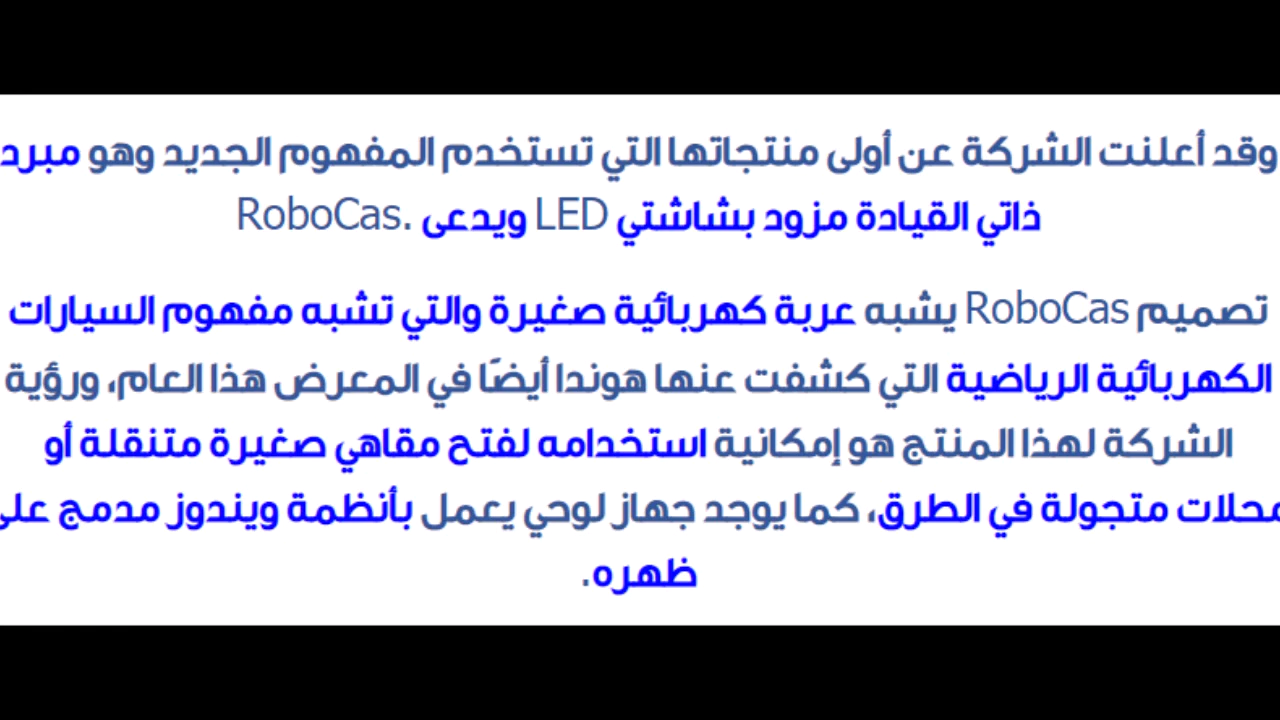 وقد أعلنت الشركة عن أولى منتجاتها التي تستخدم المفهوم الجديد وهو مبرد
ذاتي القيادة مزود بشاشتي LED ويدعى RoboCas.
تصميم RoboCas يشبه عربة كهربائية صغيرة والتي تشبه مفهوم السيارات
الكهربائية الرياضية التي كشفت عنها هوندا أيضًا في المعرض هذا العام، ورؤية
الشركة لهذا المنتج هو إمكانية استخدامه لفتح مقاهي صغيرة متنقلة أو
محلات متجولة في الطرق، كما يوجد جهاز لوحي يعمل بأنظمة ويندوز مدمج على
ظهره.